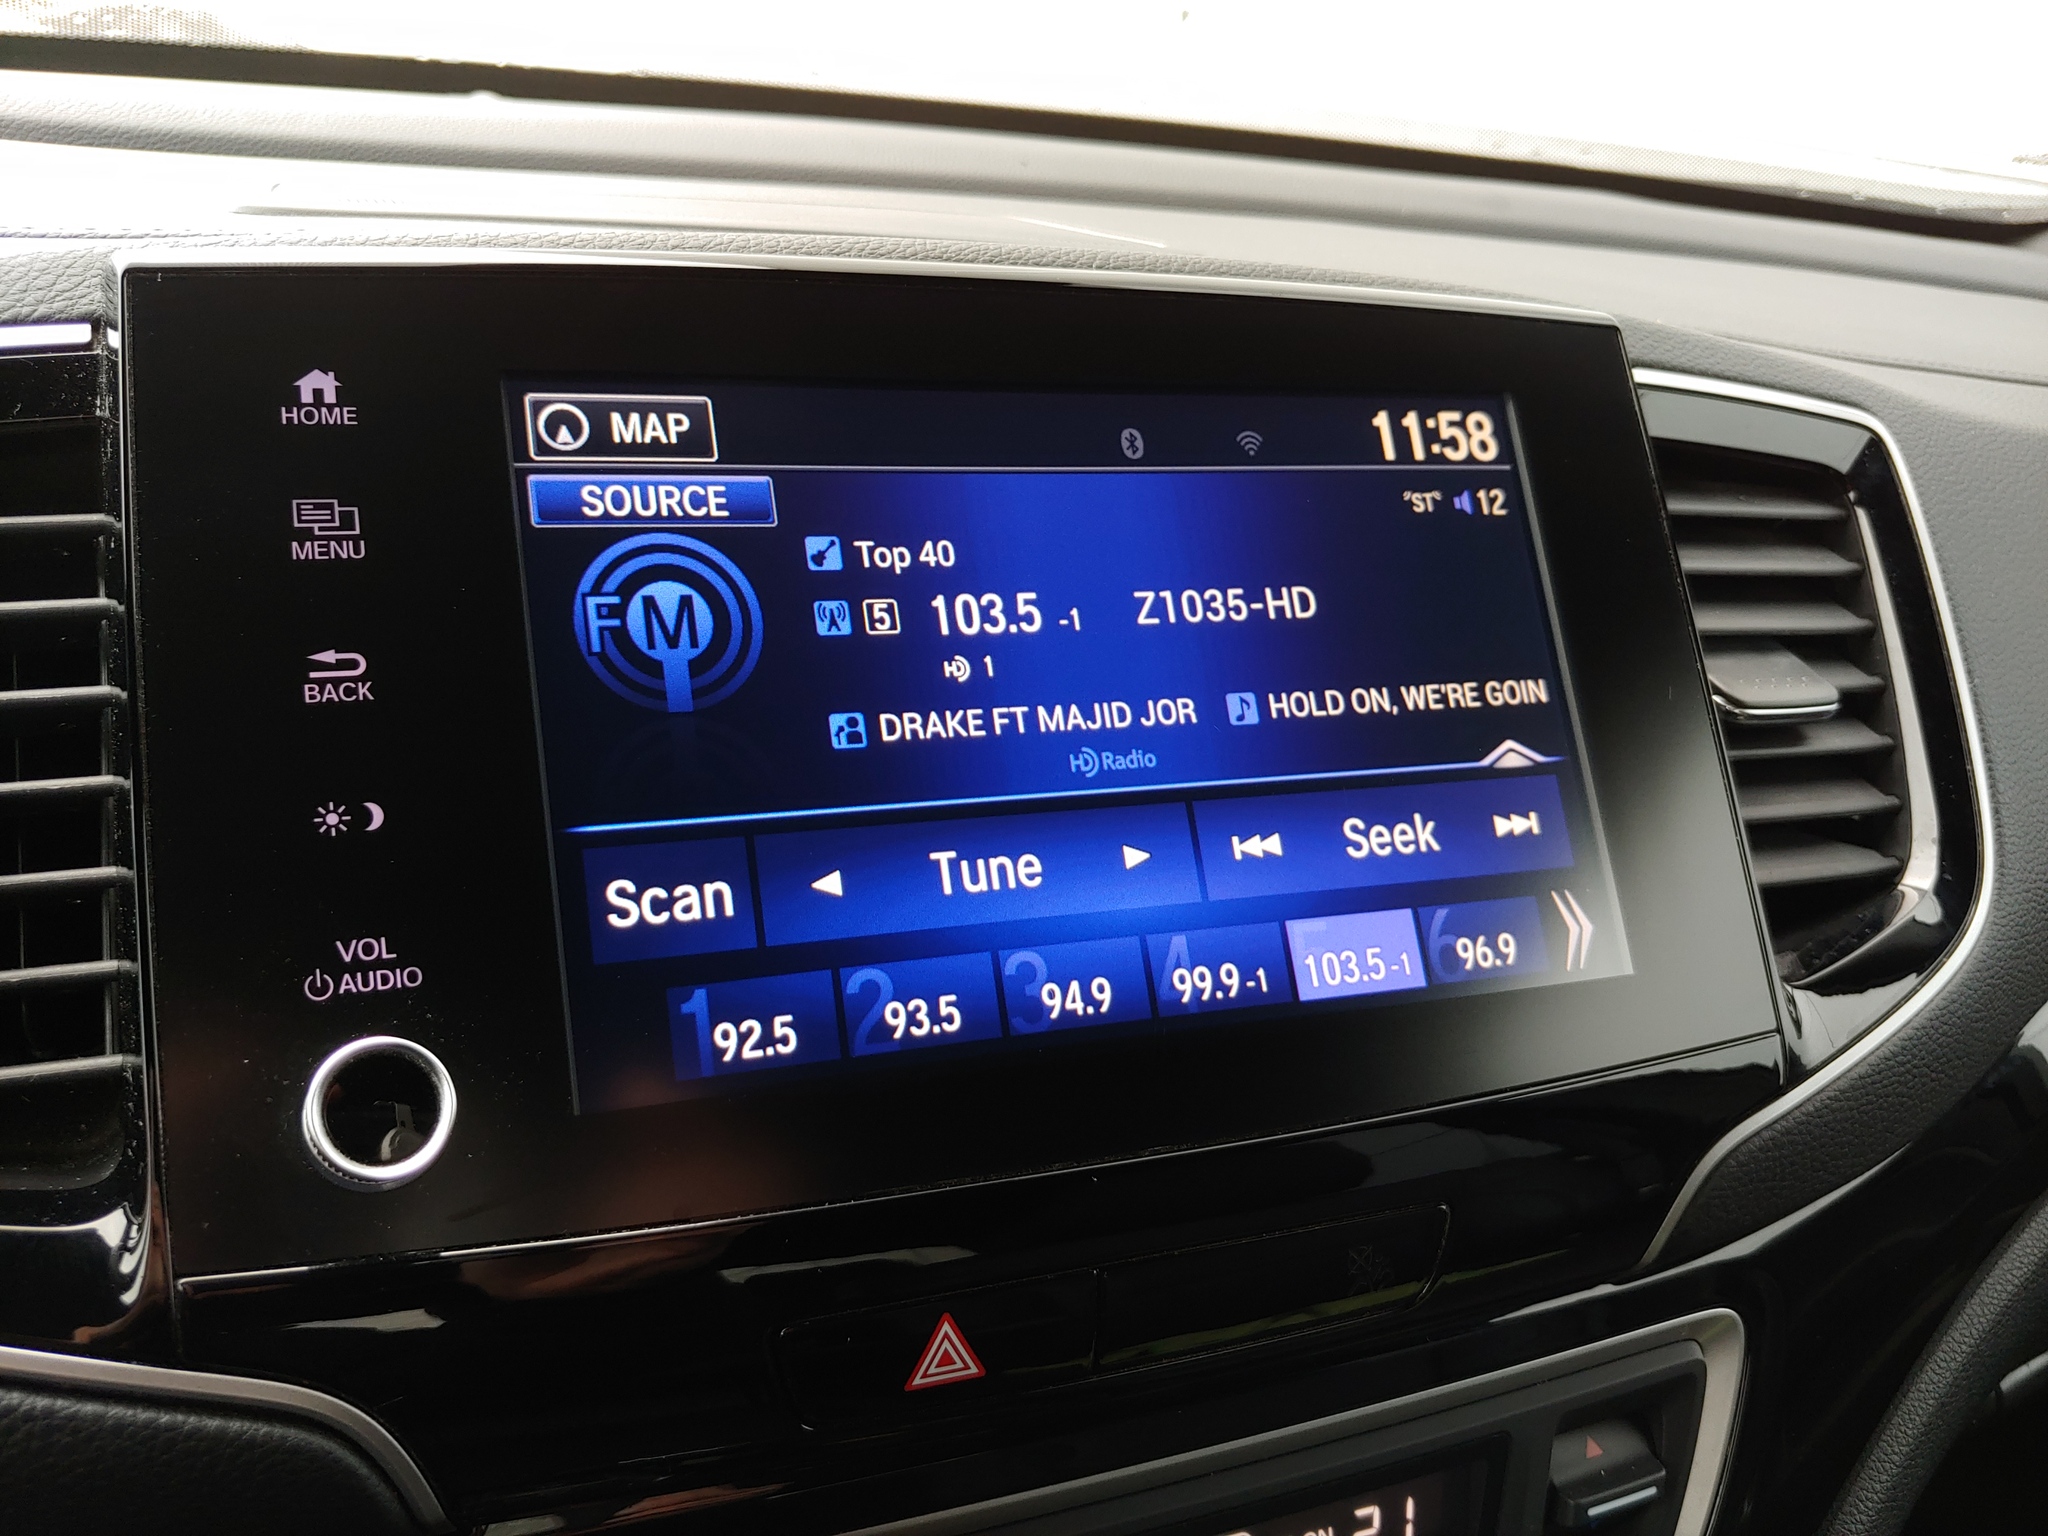 HOME
MENU
BACK
VOL
AUDIO
MAP
11:58
SOURCE
"ST" 12
Top 40
5 103.5 -1 Z1035-HD
HD 1
DRAKE FT MAJID JOR HOLD ON, WE'RE GOIN
HD Radio
Scan Tune Seek
1 92.5 2 93.5 3 94.9 4 99.9-1 5 103.5-1 6 96.9
ON 21